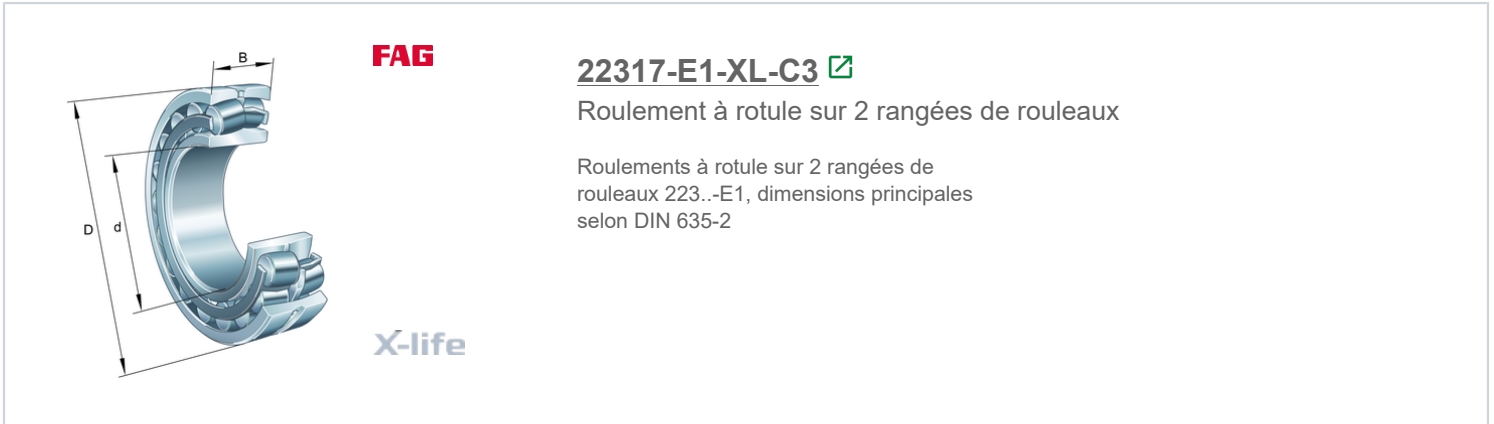 B
FAG
22317-E1-XL-C3
Roulement à rotule sur 2 rangées de rouleaux
Roulements à rotule sur 2 rangées de
rouleaux 223..-E1, dimensions principales
selon DIN 635-2
D
d
X-life